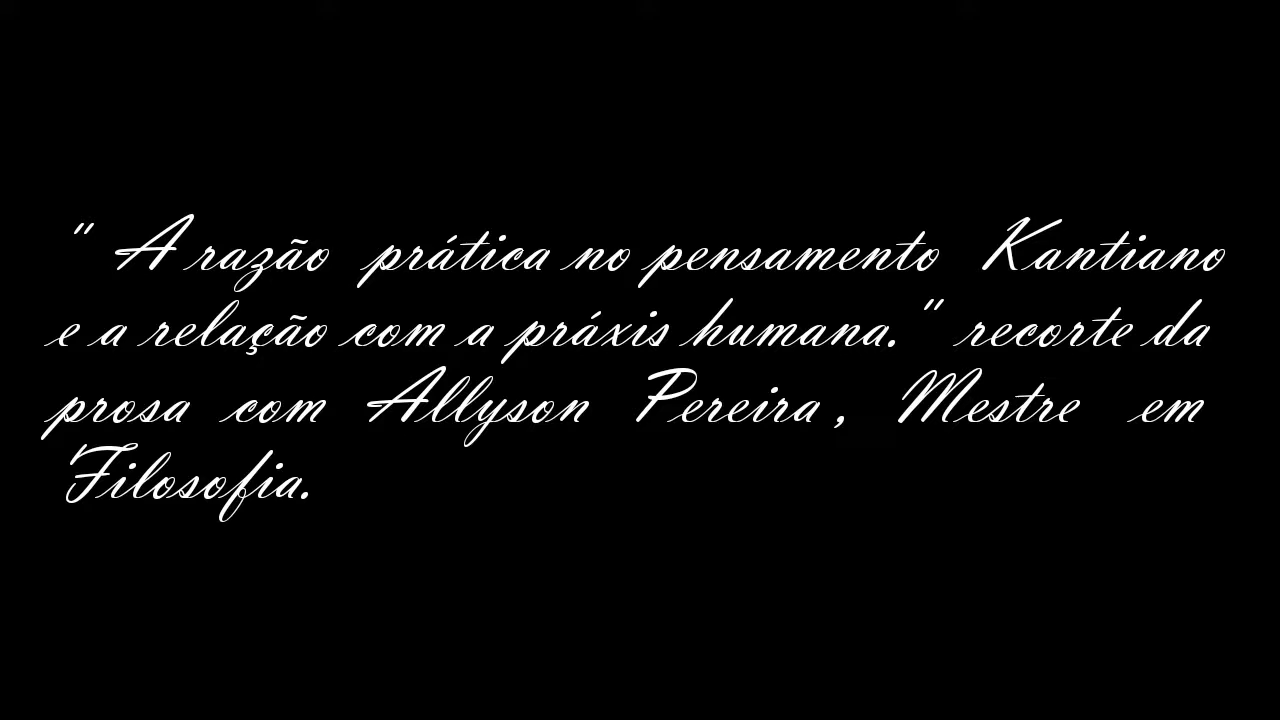 " A razão prática no pensamento Kantiano
e a relação com a práxis humana." recorte da
prosa com Allyson Pereira, Mestre em
Filosofia.